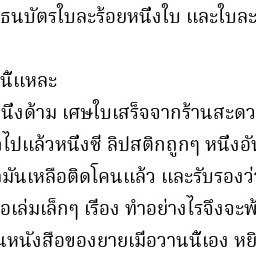 ธนบัตรใบละร้อยหนึ่งใบ และใบละ
นี้แหละ
นึ่งด้าม เศษใบเสร็จจากร้านสะดว
ไปแล้วหนึ่งซี่ ลิปสติกถูกๆ หนึ่งอัน
มันเหลือติดโคนแล้ว และรับรองว่
อเล่มเล็กๆ เรื่อง ทำอย่างไรจึงจะพ้
นหนังสือของยายเมื่อวานนี้เอง หยิ